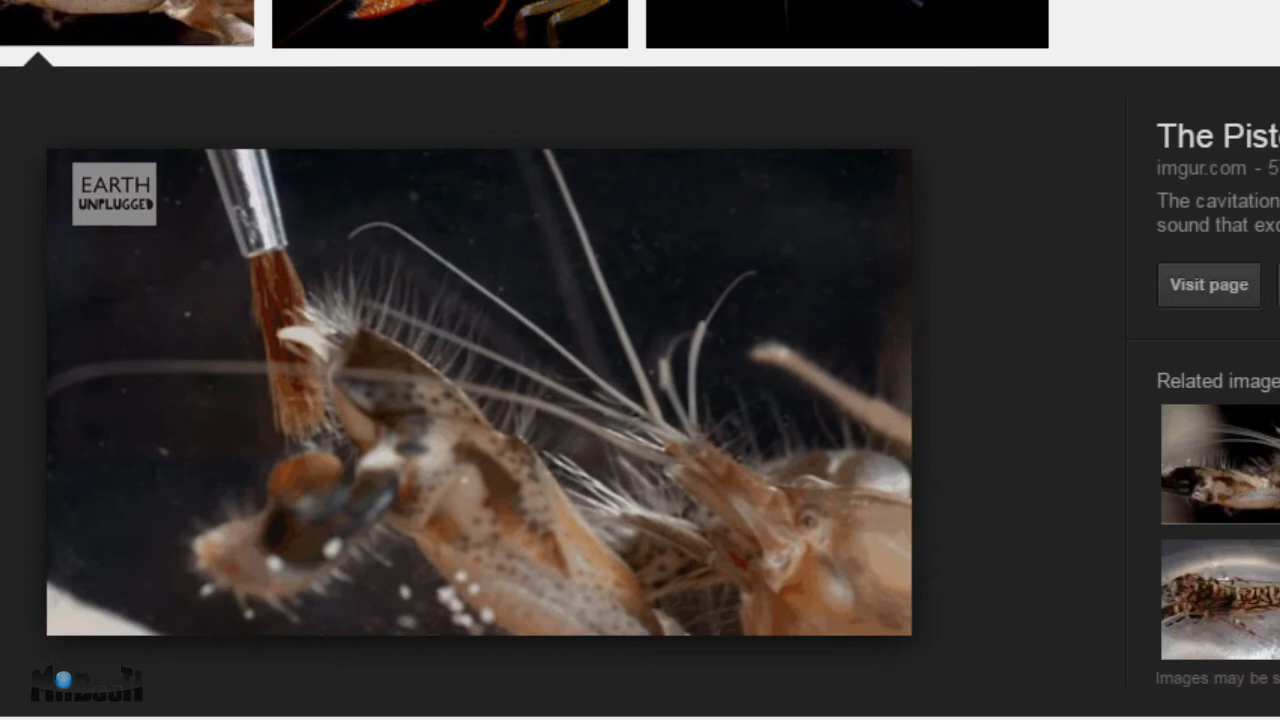 EARTH
UNPLUGGED
The Pist
imgur.com - 5
The cavitation
sound that exc
Visit page
Related image
Images may be s